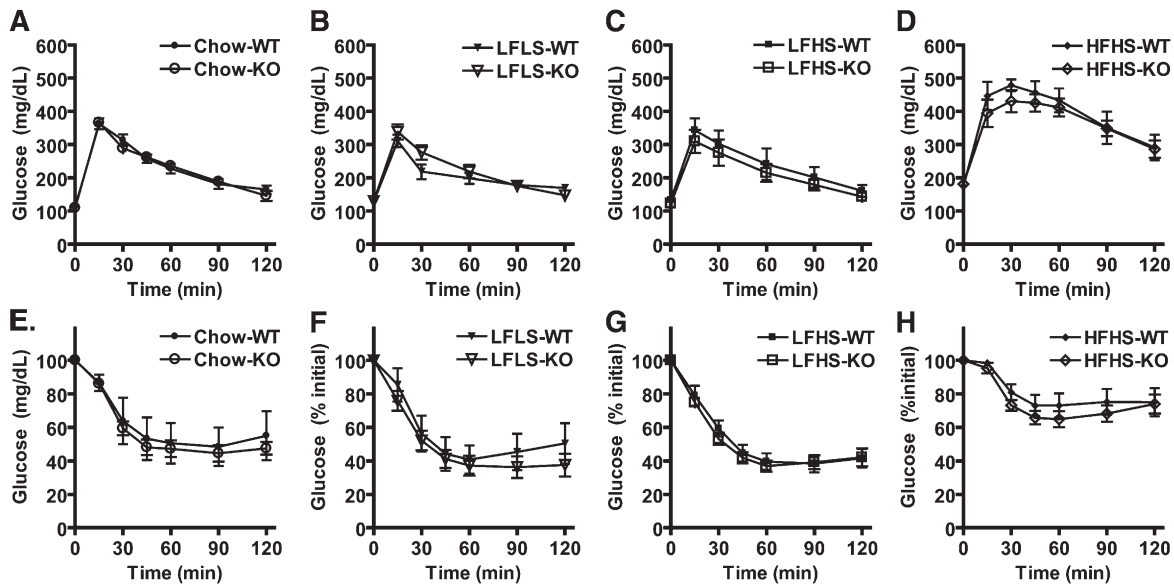 A
Chow-WT
Chow-KO
Glucose (mg/dL)
600
500
400
300
200
100
0
0 30 60 90 120
Time (min)
B
LFLS-WT
LFLS-KO
Glucose (mg/dL)
600
500
400
300
200
100
0
0 30 60 90 120
Time (min)
C
LFHS-WT
LFHS-KO
Glucose (mg/dL)
600
500
400
300
200
100
0
0 30 60 90 120
Time (min)
D
HFHS-WT
HFHS-KO
Glucose (mg/dL)
600
500
400
300
200
100
0
0 30 60 90 120
Time (min)
E.
Chow-WT
Chow-KO
Glucose (mg/dL)
100
80
60
40
20
0
0 30 60 90 120
Time (min)
F
LFLS-WT
LFLS-KO
Glucose (% initial)
100
80
60
40
20
0
0 30 60 90 120
Time (min)
G
LFHS-WT
LFHS-KO
Glucose (% initial)
100
80
60
40
20
0
0 30 60 90 120
Time (min)
H
HFHS-WT
HFHS-KO
Glucose (%initial)
100
80
60
40
20
0
0 30 60 90 120
Time (min)